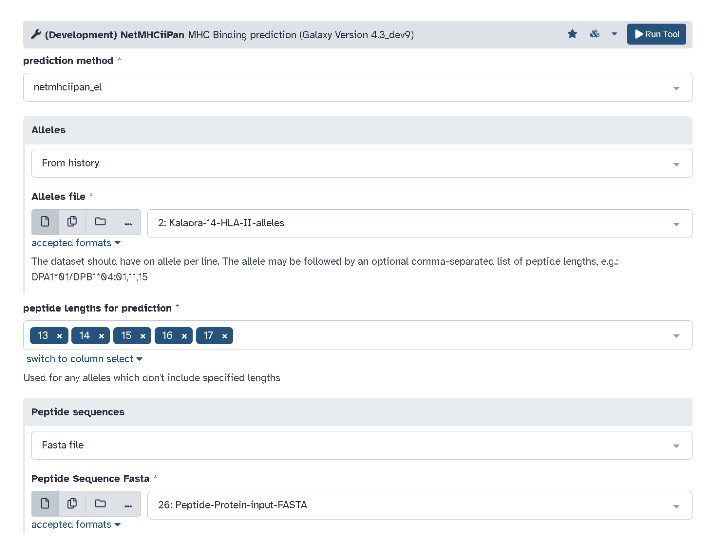 (Development) NetMHCiiPan MHC Binding prediction (Galaxy Version 4.3_dev9) Run Tool
prediction method *
netmhciipan_el
Alleles
From history
Alleles file *
... 2: Kalaora-14-HLA-II-alleles
accepted formats
The dataset should have on allele per line. The allele may be followed by an optional comma-separated list of peptide lengths, e.g.:
DPA1*01/DPB1*04:01,11,15
peptide lengths for prediction *
13 × 14 × 15 × 16 × 17 ×
switch to column select
Used for any alleles which don't include specified lengths
Peptide sequences
Fasta file
Peptide Sequence Fasta *
... 26: Peptide-Protein-input-FASTA
accepted formats